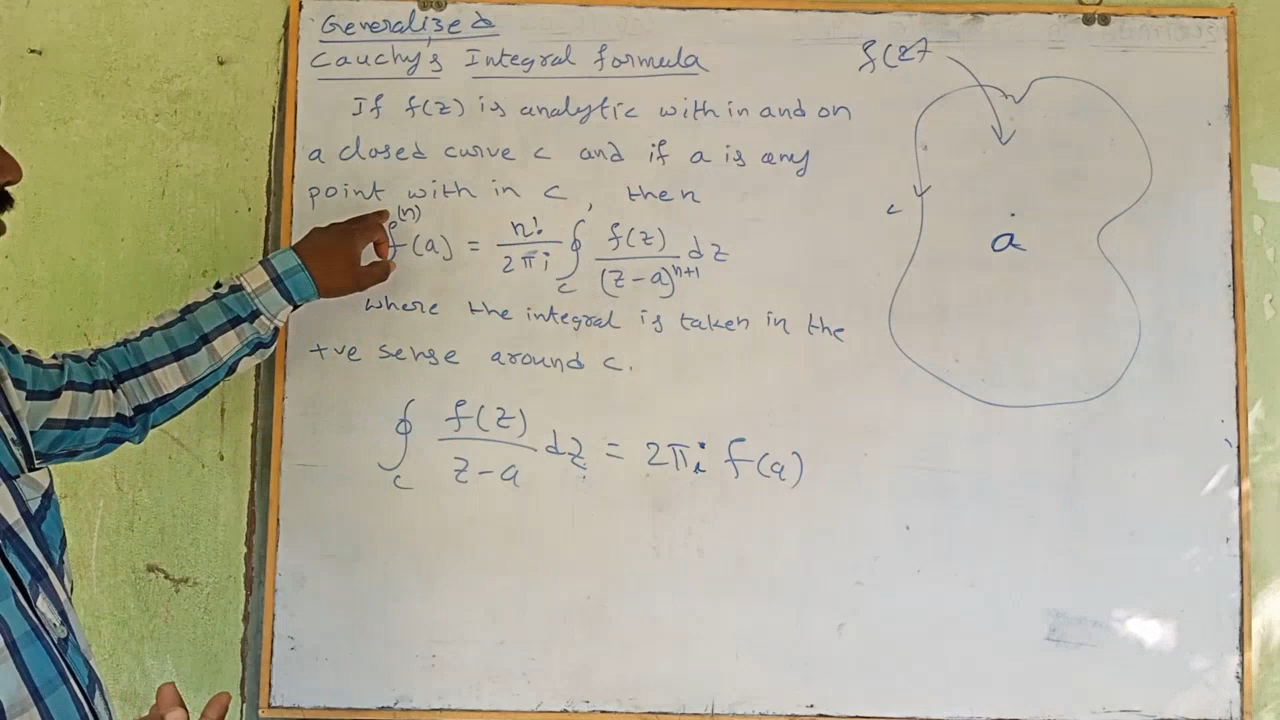 Generalized
Cauchy's Integral formula
If f(z) is analytic with in and on
a closed curve c and if a is any
point with in c, then
f^(n)(a) = n!/2πi ∮_c f(z)/(z-a)^n+1 dz
where the integral is taken in the
+ve sense around c.
∮_c f(z)/z-a dz = 2πi f(a)
f(z)
c
a